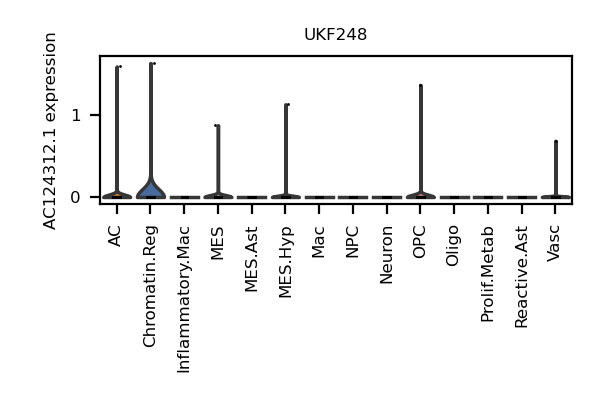 UKF248
AC124312.1 expression
1
0
AC
Chromatin.Reg
Inflammatory.Mac
MES
MES.Ast
MES.Hyp
Mac
NPC
Neuron
OPC
Oligo
Prolif.Metab
Reactive.Ast
Vasc